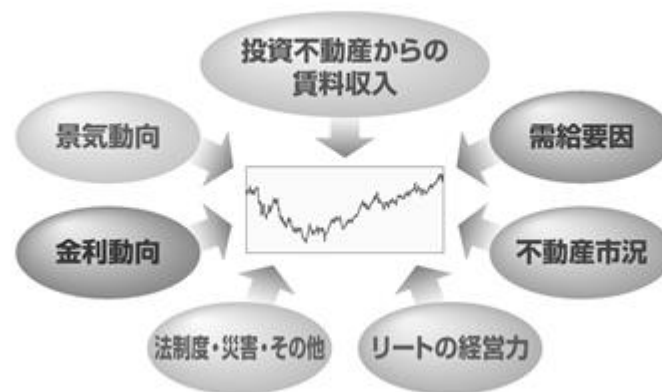 投資不動産からの
賃料収入
景気動向
需給要因
金利動向
不動産市況
法制度・災害・その他
リートの経営力